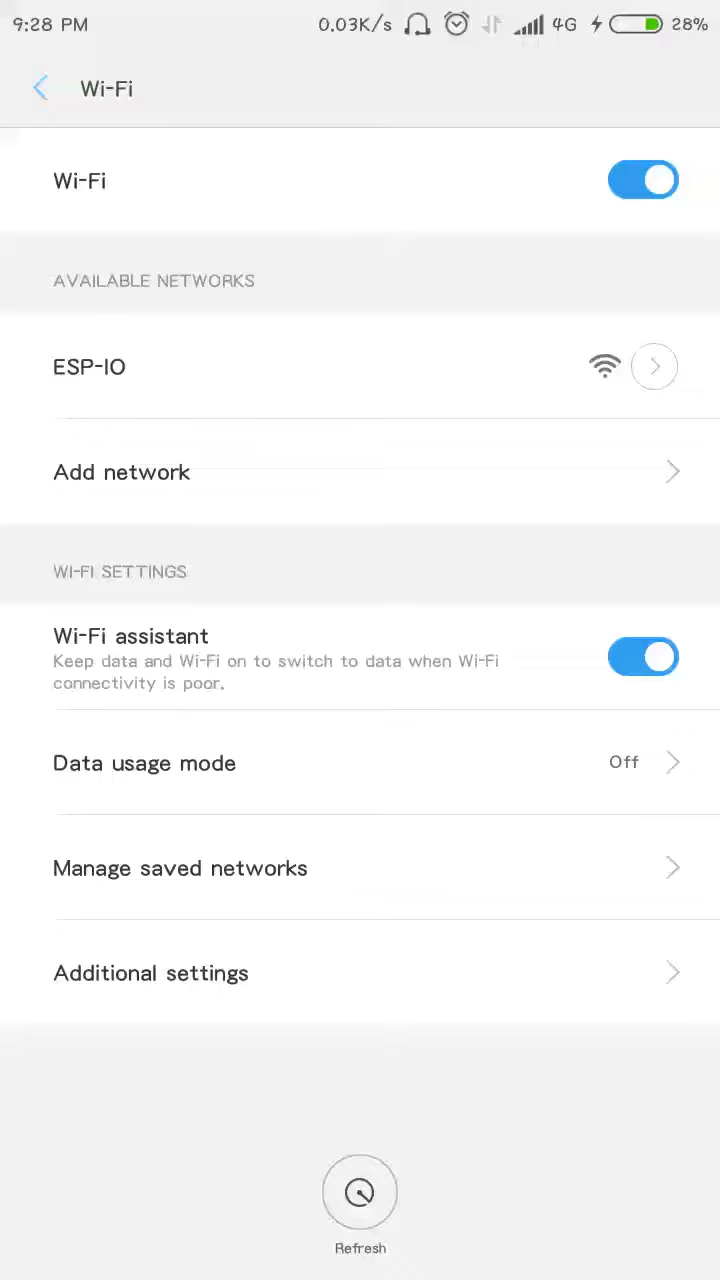 9:28 PM 0.03K/s 4G 28%
Wi-Fi
Wi-Fi
AVAILABLE NETWORKS
ESP-IO
Add network
WI-FI SETTINGS
Wi-Fi assistant
Keep data and Wi-Fi on to switch to data when Wi-Fi
connectivity is poor.
Data usage mode Off
Manage saved networks
Additional settings
Refresh